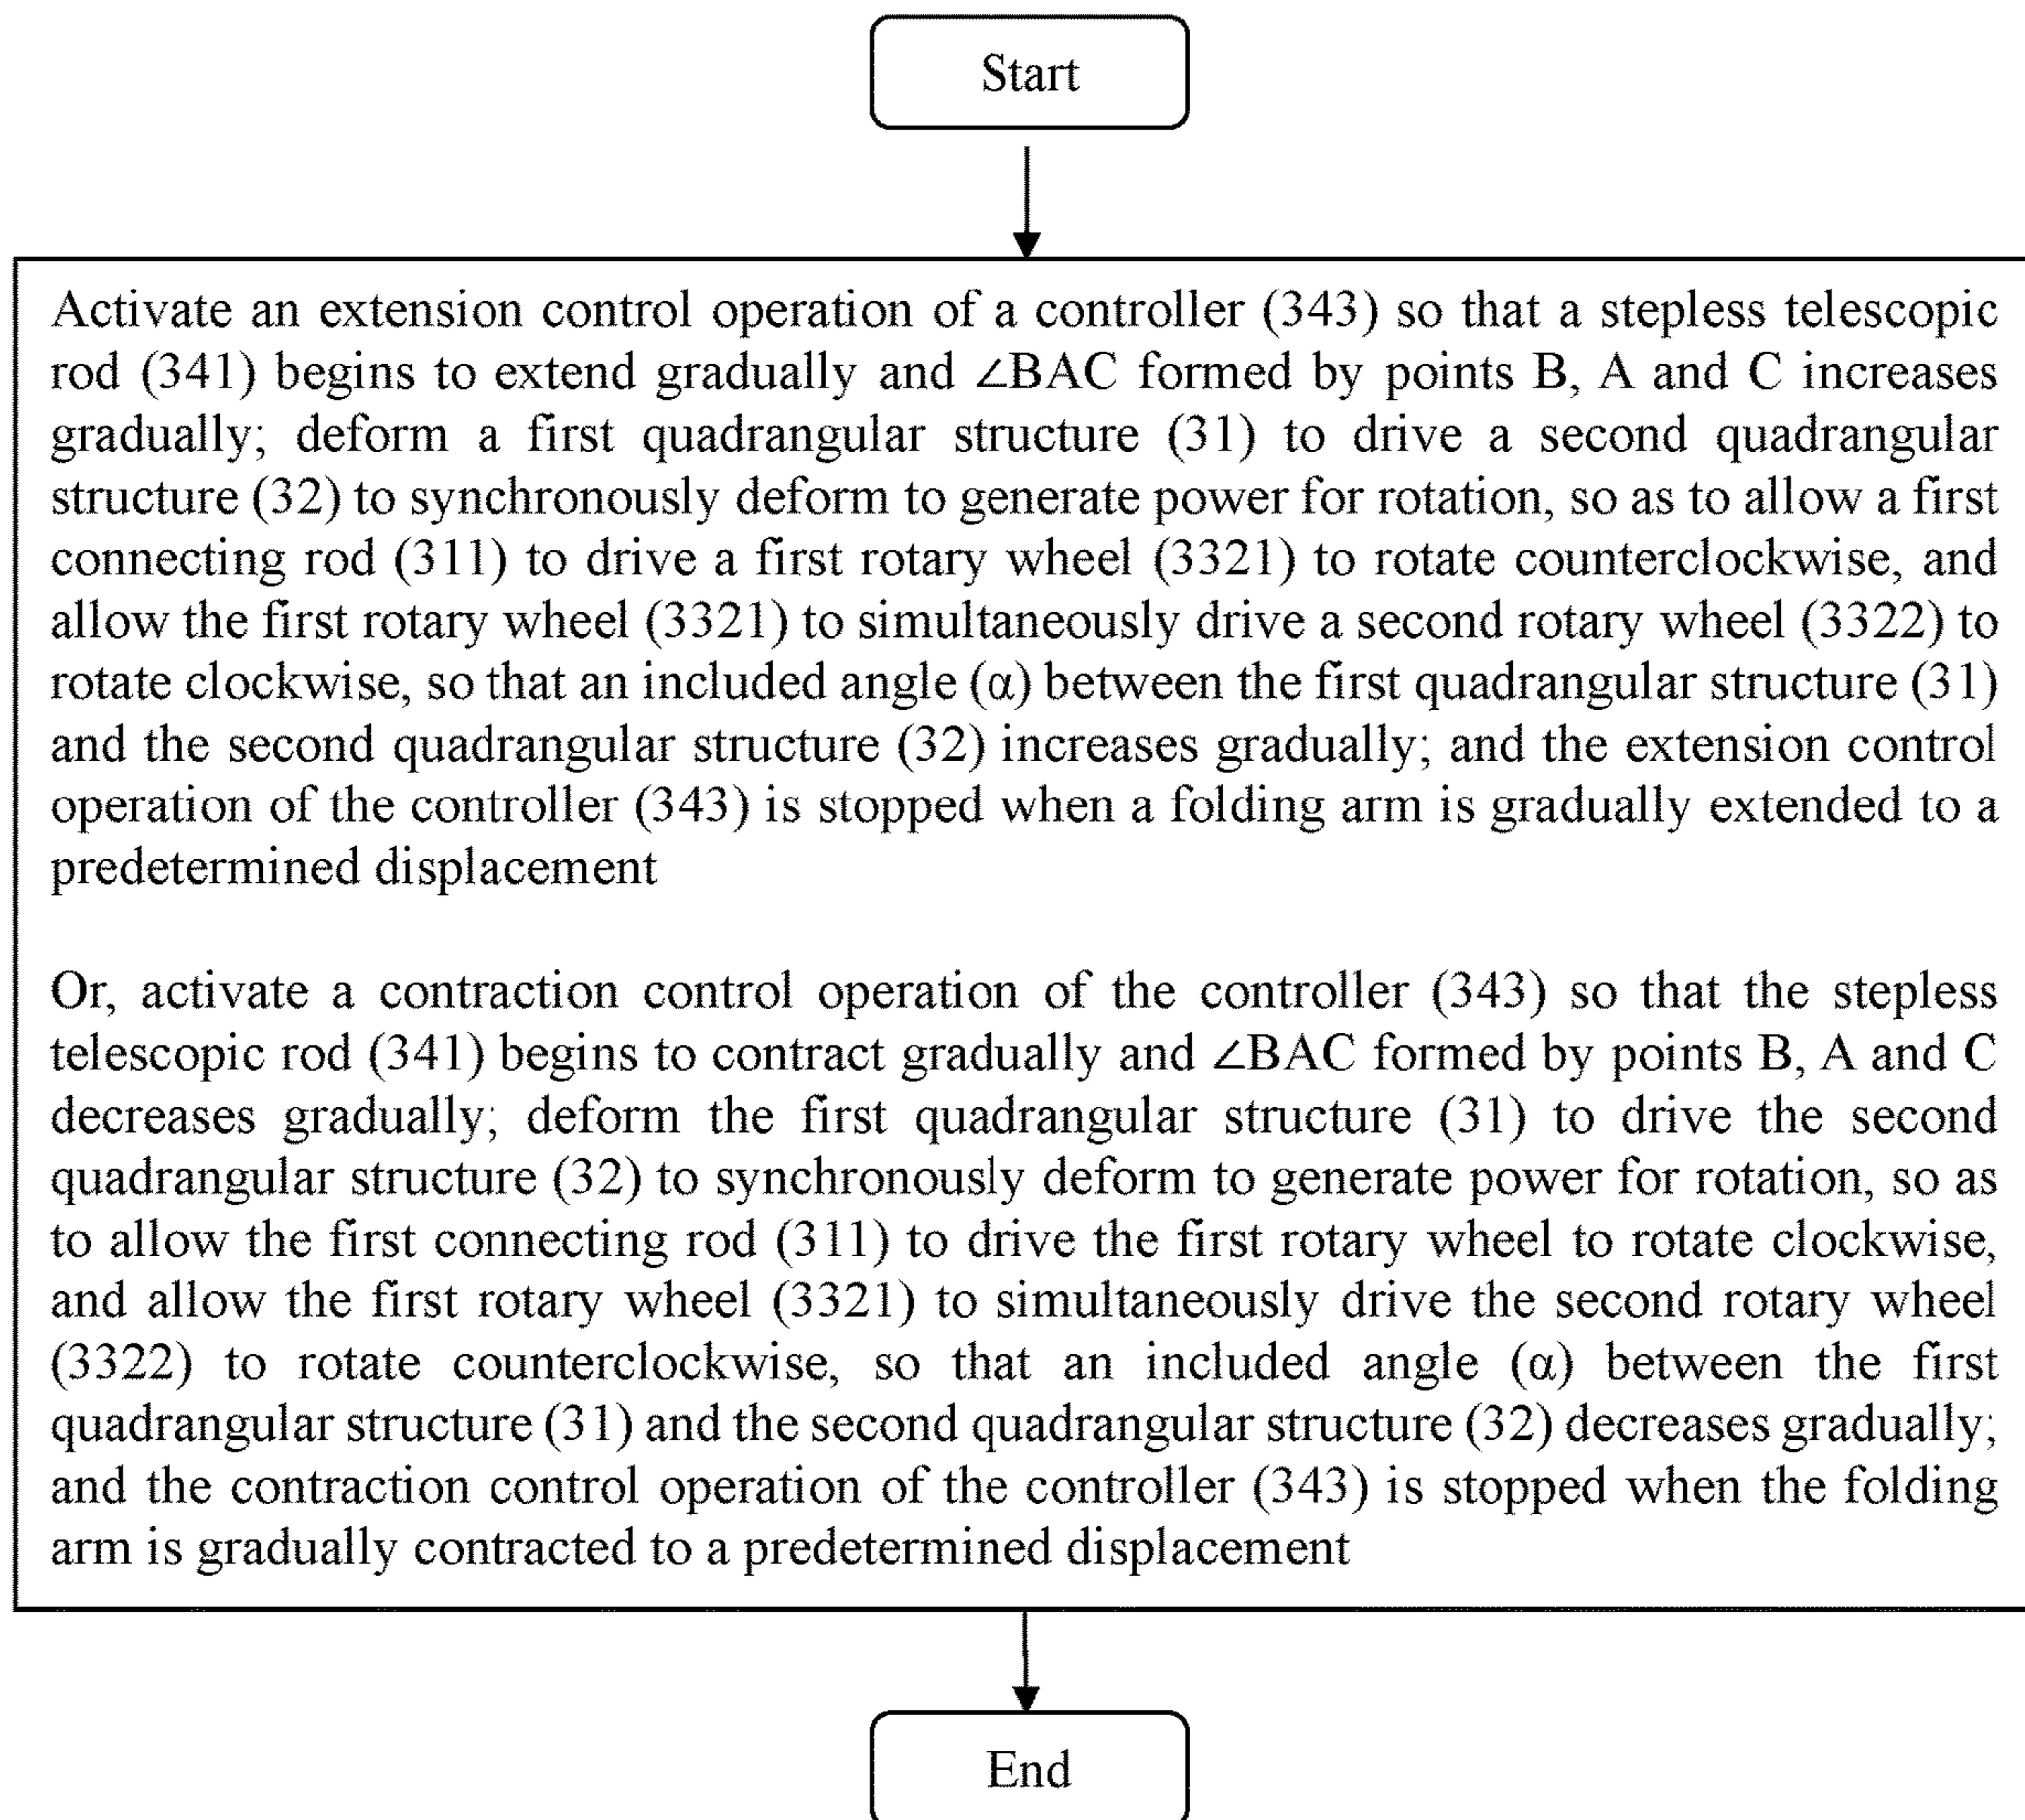 Start
Activate an extension control operation of a controller (343) so that a stepless telescopic
rod (341) begins to extend gradually and ∠BAC formed by points B, A and C increases
gradually; deform a first quadrangular structure (31) to drive a second quadrangular
structure (32) to synchronously deform to generate power for rotation, so as to allow a first
connecting rod (311) to drive a first rotary wheel (3321) to rotate counterclockwise, and
allow the first rotary wheel (3321) to simultaneously drive a second rotary wheel (3322) to
rotate clockwise, so that an included angle (α) between the first quadrangular structure (31)
and the second quadrangular structure (32) increases gradually; and the extension control
operation of the controller (343) is stopped when a folding arm is gradually extended to a
predetermined displacement
Or, activate a contraction control operation of the controller (343) so that the stepless
telescopic rod (341) begins to contract gradually and ∠BAC formed by points B, A and C
decreases gradually; deform the first quadrangular structure (31) to drive the second
quadrangular structure (32) to synchronously deform to generate power for rotation, so as
to allow the first connecting rod (311) to drive the first rotary wheel to rotate clockwise,
and allow the first rotary wheel (3321) to simultaneously drive the second rotary wheel
(3322) to rotate counterclockwise, so that an included angle (α) between the first
quadrangular structure (31) and the second quadrangular structure (32) decreases gradually;
and the contraction control operation of the controller (343) is stopped when the folding
arm is gradually contracted to a predetermined displacement
End